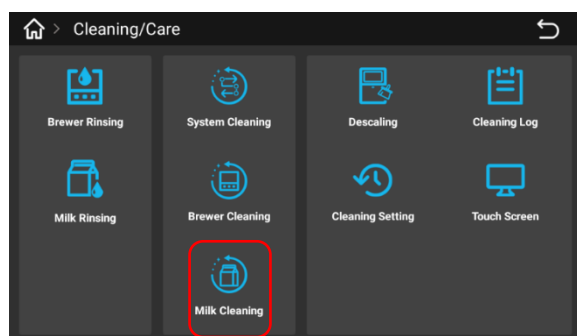 > Cleaning/Care
Brewer Rinsing
System Cleaning
Descaling
Cleaning Log
Milk Rinsing
Brewer Cleaning
Cleaning Setting
Touch Screen
Milk Cleaning